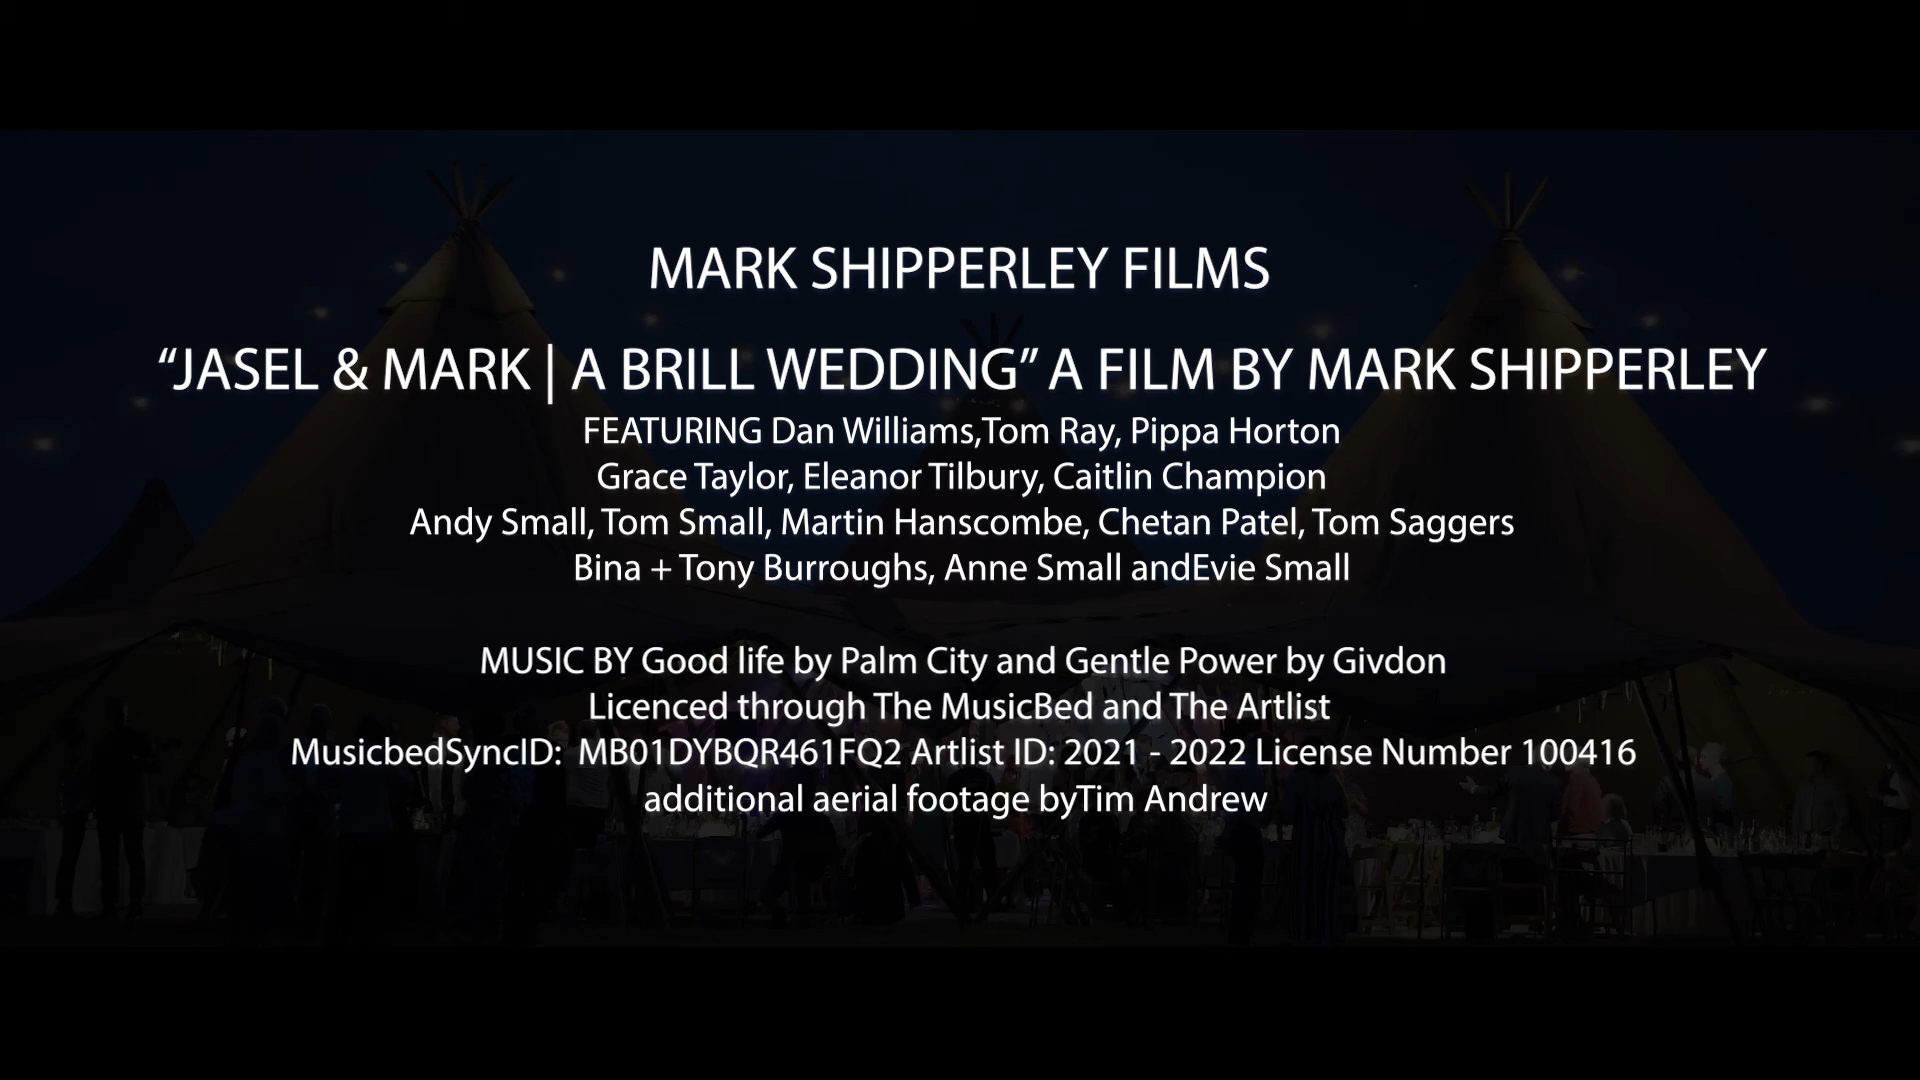 MARK SHIPPERLEY FILMS
“JASEL & MARK | A BRILL WEDDING” A FILM BY MARK SHIPPERLEY
FEATURING Dan Williams,Tom Ray, Pippa Horton
Grace Taylor, Eleanor Tilbury, Caitlin Champion
Andy Small, Tom Small, Martin Hanscombe, Chetan Patel, Tom Saggers
Bina + Tony Burroughs, Anne Small andEvie Small
MUSIC BY Good life by Palm City and Gentle Power by Givdon
Licenced through The MusicBed and The Artlist
MusicbedSyncID:  MB01DYBQR461FQ2 Artlist ID: 2021 - 2022 License Number 100416
additional aerial footage byTim Andrew